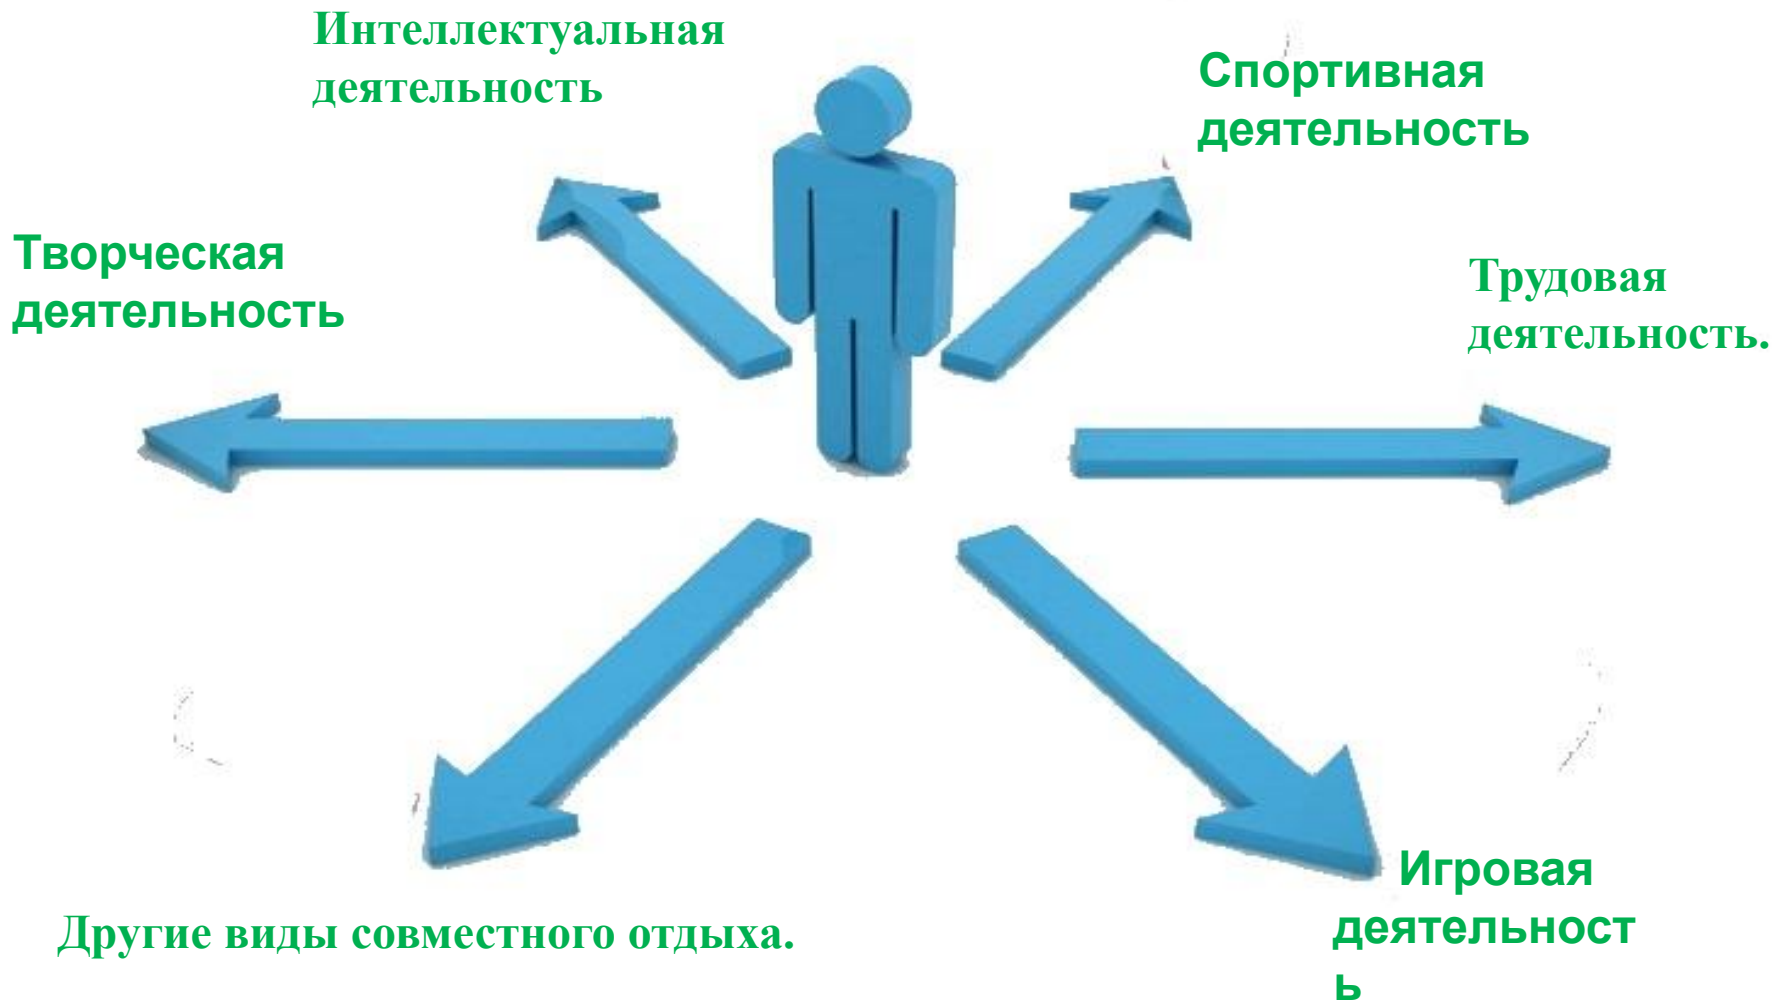 Интеллектуальная
деятельность
Спортивная
деятельность
Творческая
деятельность
Трудовая
деятельность.
Игровая
деятельност
ь
Другие виды совместного отдыха.